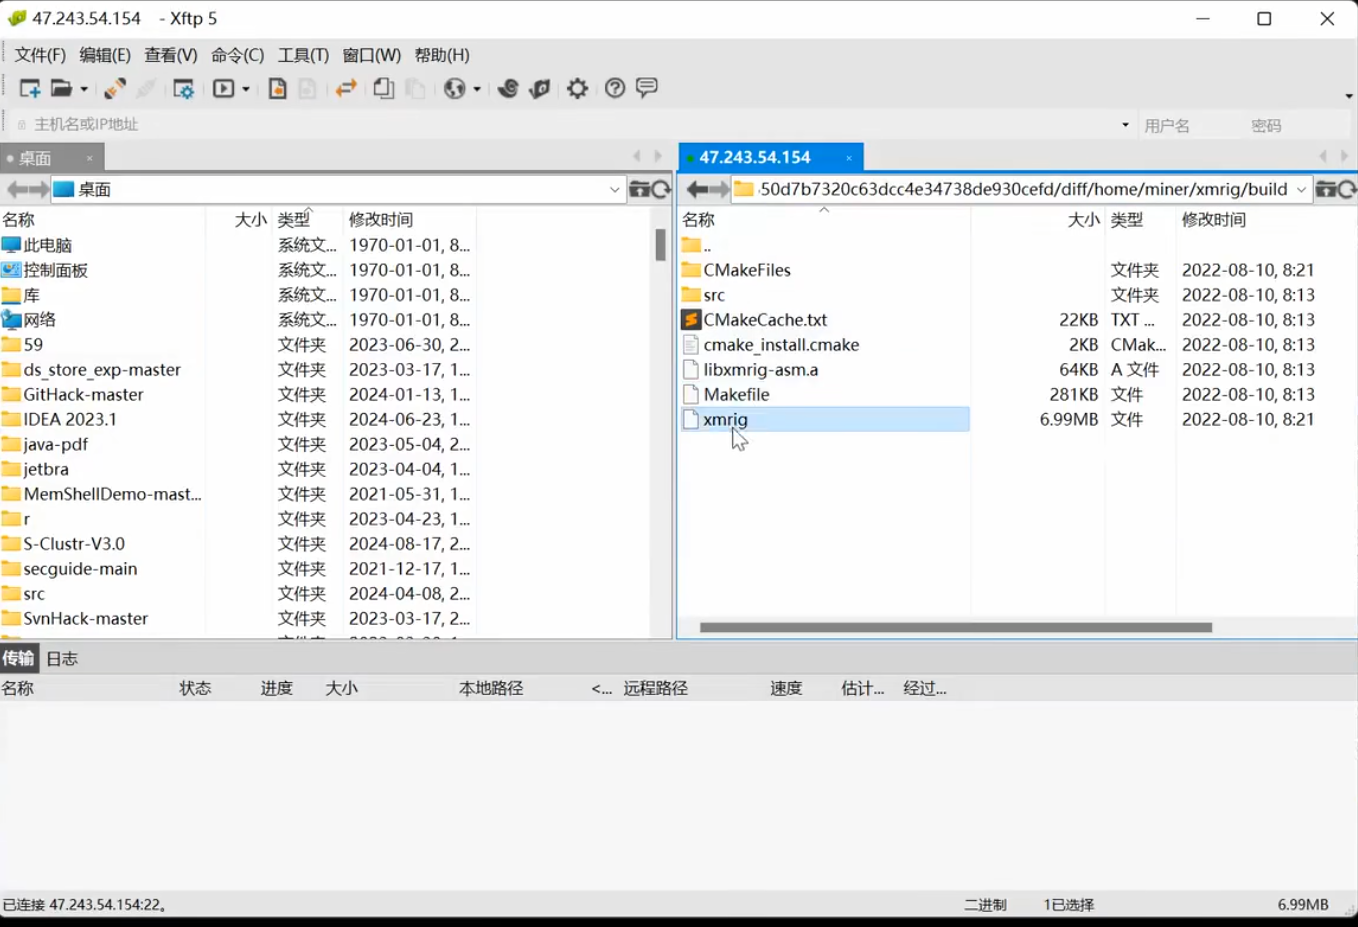 47.243.54.154 - Xftp 5
文件(F) 编辑(E) 查看(V) 命令(C) 工具(T) 窗口(W) 帮助(H)
主机名或IP地址 用户名 密码
桌面
桌面
名称 大小 类型 修改时间
此电脑 系统文... 1970-01-01, 8...
控制面板 系统文... 1970-01-01, 8...
库 系统文... 1970-01-01, 8...
网络 系统文... 1970-01-01, 8...
59 文件夹 2023-06-30, 2...
ds_store_exp-master 文件夹 2023-03-17, 1...
GitHack-master 文件夹 2024-01-13, 1...
IDEA 2023.1 文件夹 2024-06-23, 1...
java-pdf 文件夹 2023-05-04, 2...
jetbra 文件夹 2023-04-04, 1...
MemShellDemo-mast... 文件夹 2021-05-31, 1...
r 文件夹 2023-04-23, 1...
S-Clustr-V3.0 文件夹 2024-08-17, 2...
secguide-main 文件夹 2021-12-17, 1...
src 文件夹 2024-04-08, 2...
SvnHack-master 文件夹 2023-03-17, 2...
47.243.54.154
50d7b7320c63dcc4e34738de930cefd/diff/home/miner/xmrig/build
名称 大小 类型 修改时间
..
CMakeFiles 文件夹 2022-08-10, 8:21
src 文件夹 2022-08-10, 8:13
CMakeCache.txt 22KB TXT ... 2022-08-10, 8:13
cmake_install.cmake 2KB CMak... 2022-08-10, 8:13
libxmrig-asm.a 64KB A 文件 2022-08-10, 8:13
Makefile 281KB 文件 2022-08-10, 8:13
xmrig 6.99MB 文件 2022-08-10, 8:21
传输 日志
名称 状态 进度 大小 本地路径 <... 远程路径 速度 估计... 经过...
已连接 47.243.54.154:22。 二进制 1已选择 6.99MB